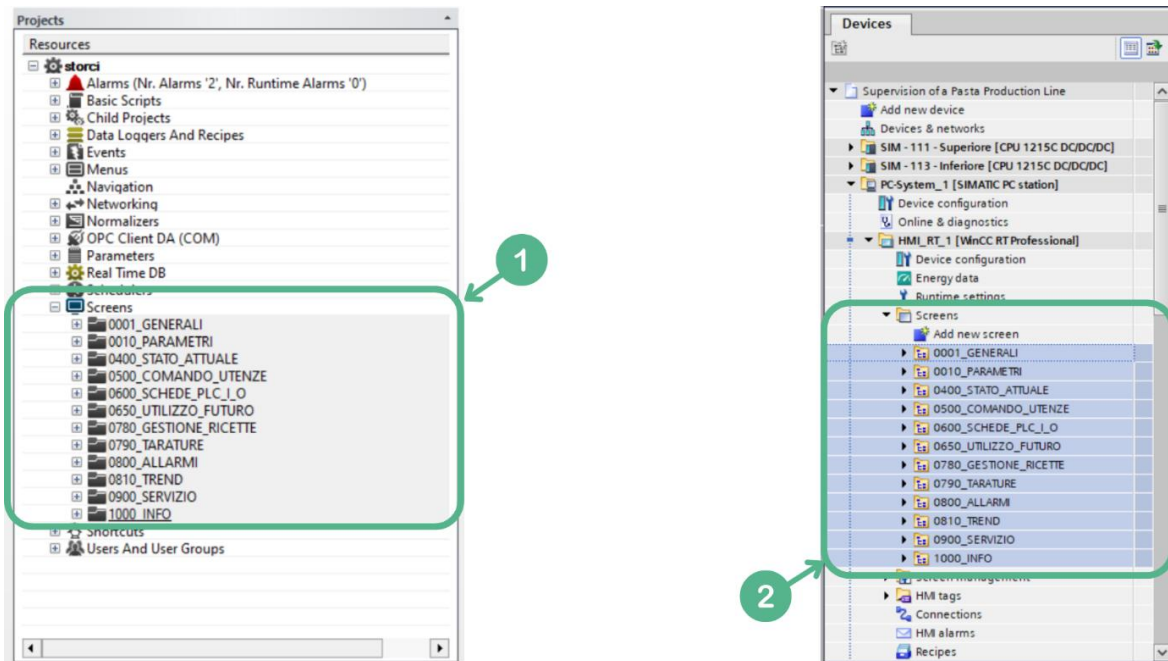 Projects
Resources
storci
Alarms (Nr. Alarms '2', Nr. Runtime Alarms '0')
Basic Scripts
Child Projects
Data Loggers And Recipes
Events
Menus
Navigation
Networking
Normalizers
OPC Client DA (COM)
Parameters
Real Time DB
Schedulers
Screens
0001_GENERALI
0010_PARAMETRI
0400_STATO_ATTUALE
0500_COMANDO_UTENZE
0600_SCHEDE_PLC_I_O
0650_UTILIZZO_FUTURO
0780_GESTIONE_RICETTE
0790_TARATURE
0800_ALLARMI
0810_TREND
0900_SERVIZIO
1000_INFO
Shortcuts
Users And User Groups
1
Devices
Supervision of a Pasta Production Line
Add new device
Devices & networks
SIM - 111 - Superiore [CPU 1215C DC/DC/DC]
SIM - 113 - Inferiore [CPU 1215C DC/DC/DC]
PC-System_1 [SIMATIC PC station]
Device configuration
Online & diagnostics
HMI_RT_1 [WinCC RT Professional]
Device configuration
Energy data
Runtime settings
Screens
Add new screen
0001_GENERALI
0010_PARAMETRI
0400_STATO_ATTUALE
0500_COMANDO_UTENZE
0600_SCHEDE_PLC_I_O
0650_UTILIZZO_FUTURO
0780_GESTIONE_RICETTE
0790_TARATURE
0800_ALLARMI
0810_TREND
0900_SERVIZIO
1000_INFO
Screen management
HMI tags
Connections
HMI alarms
Recipes
2